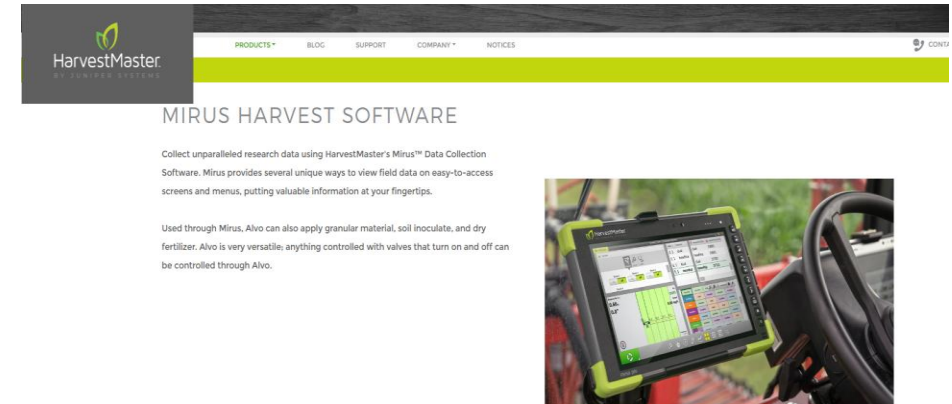 HarvestMaster.
BY JUNIPER SYSTEMS
PRODUCTS
BLOG
SUPPORT
COMPANY
NOTICES
CONTA
MIRUS HARVEST SOFTWARE
Collect unparalleled research data using HarvestMaster's Mirus™ Data Collection
Software. Mirus provides several unique ways to view field data on easy-to-access
screens and menus, putting valuable information at your fingertips.
Used through Mirus, Alvo can also apply granular material, soil inoculate, and dry
fertilizer. Alvo is very versatile; anything controlled with valves that turn on and off can
be controlled through Alvo.
HarvestMaster